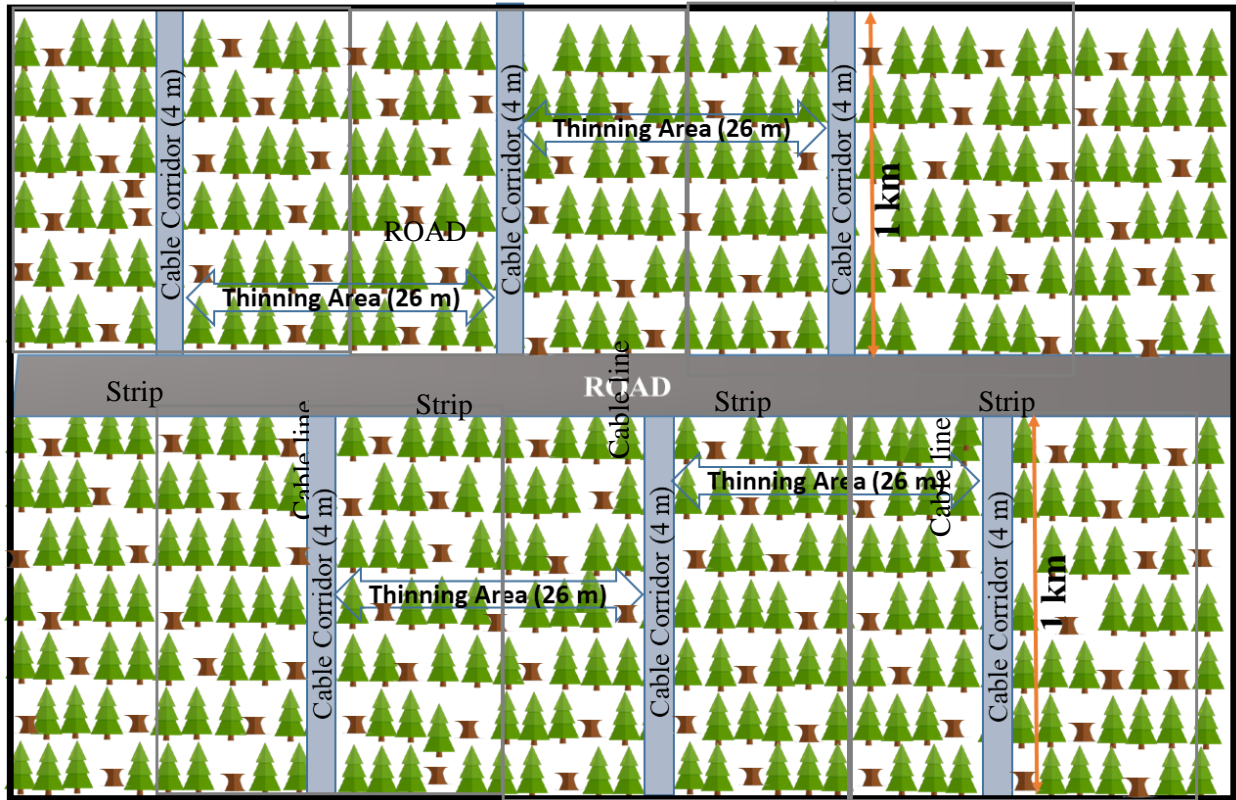 Cable Corridor (4 m)
Cable Corridor (4 m)
Cable Corridor (4 m)
Thinning Area (26 m)
1 km
ROAD
Thinning Area (26 m)
ROAD
Strip
Strip
Strip
Strip
Cable line
Cable line
Cable line
Thinning Area (26 m)
Cable Corridor (4 m)
Cable Corridor (4 m)
Cable Corridor (4 m)
Thinning Area (26 m)
1 km